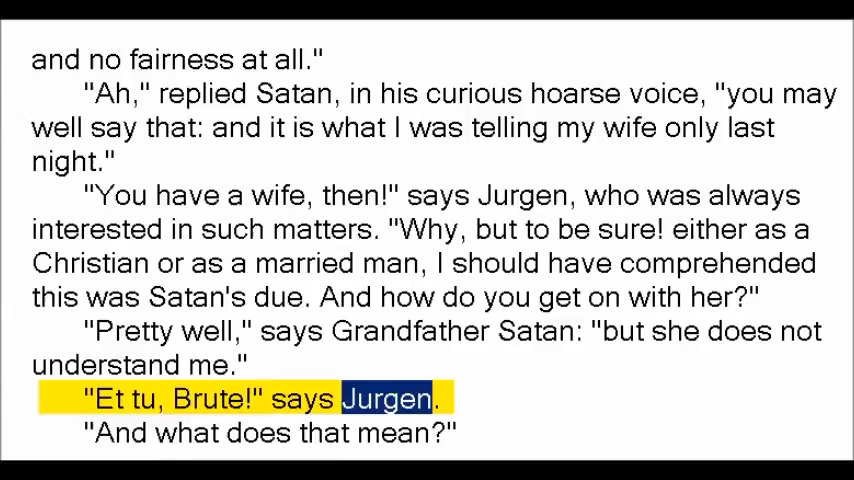 and no fairness at all."
"Ah," replied Satan, in his curious hoarse voice, "you may
well say that: and it is what I was telling my wife only last
night."
"You have a wife, then!" says Jurgen, who was always
interested in such matters. "Why, but to be sure! either as a
Christian or as a married man, I should have comprehended
this was Satan's due. And how do you get on with her?"
"Pretty well," says Grandfather Satan: "but she does not
understand me."
"Et tu, Brute!" says Jurgen.
"And what does that mean?"